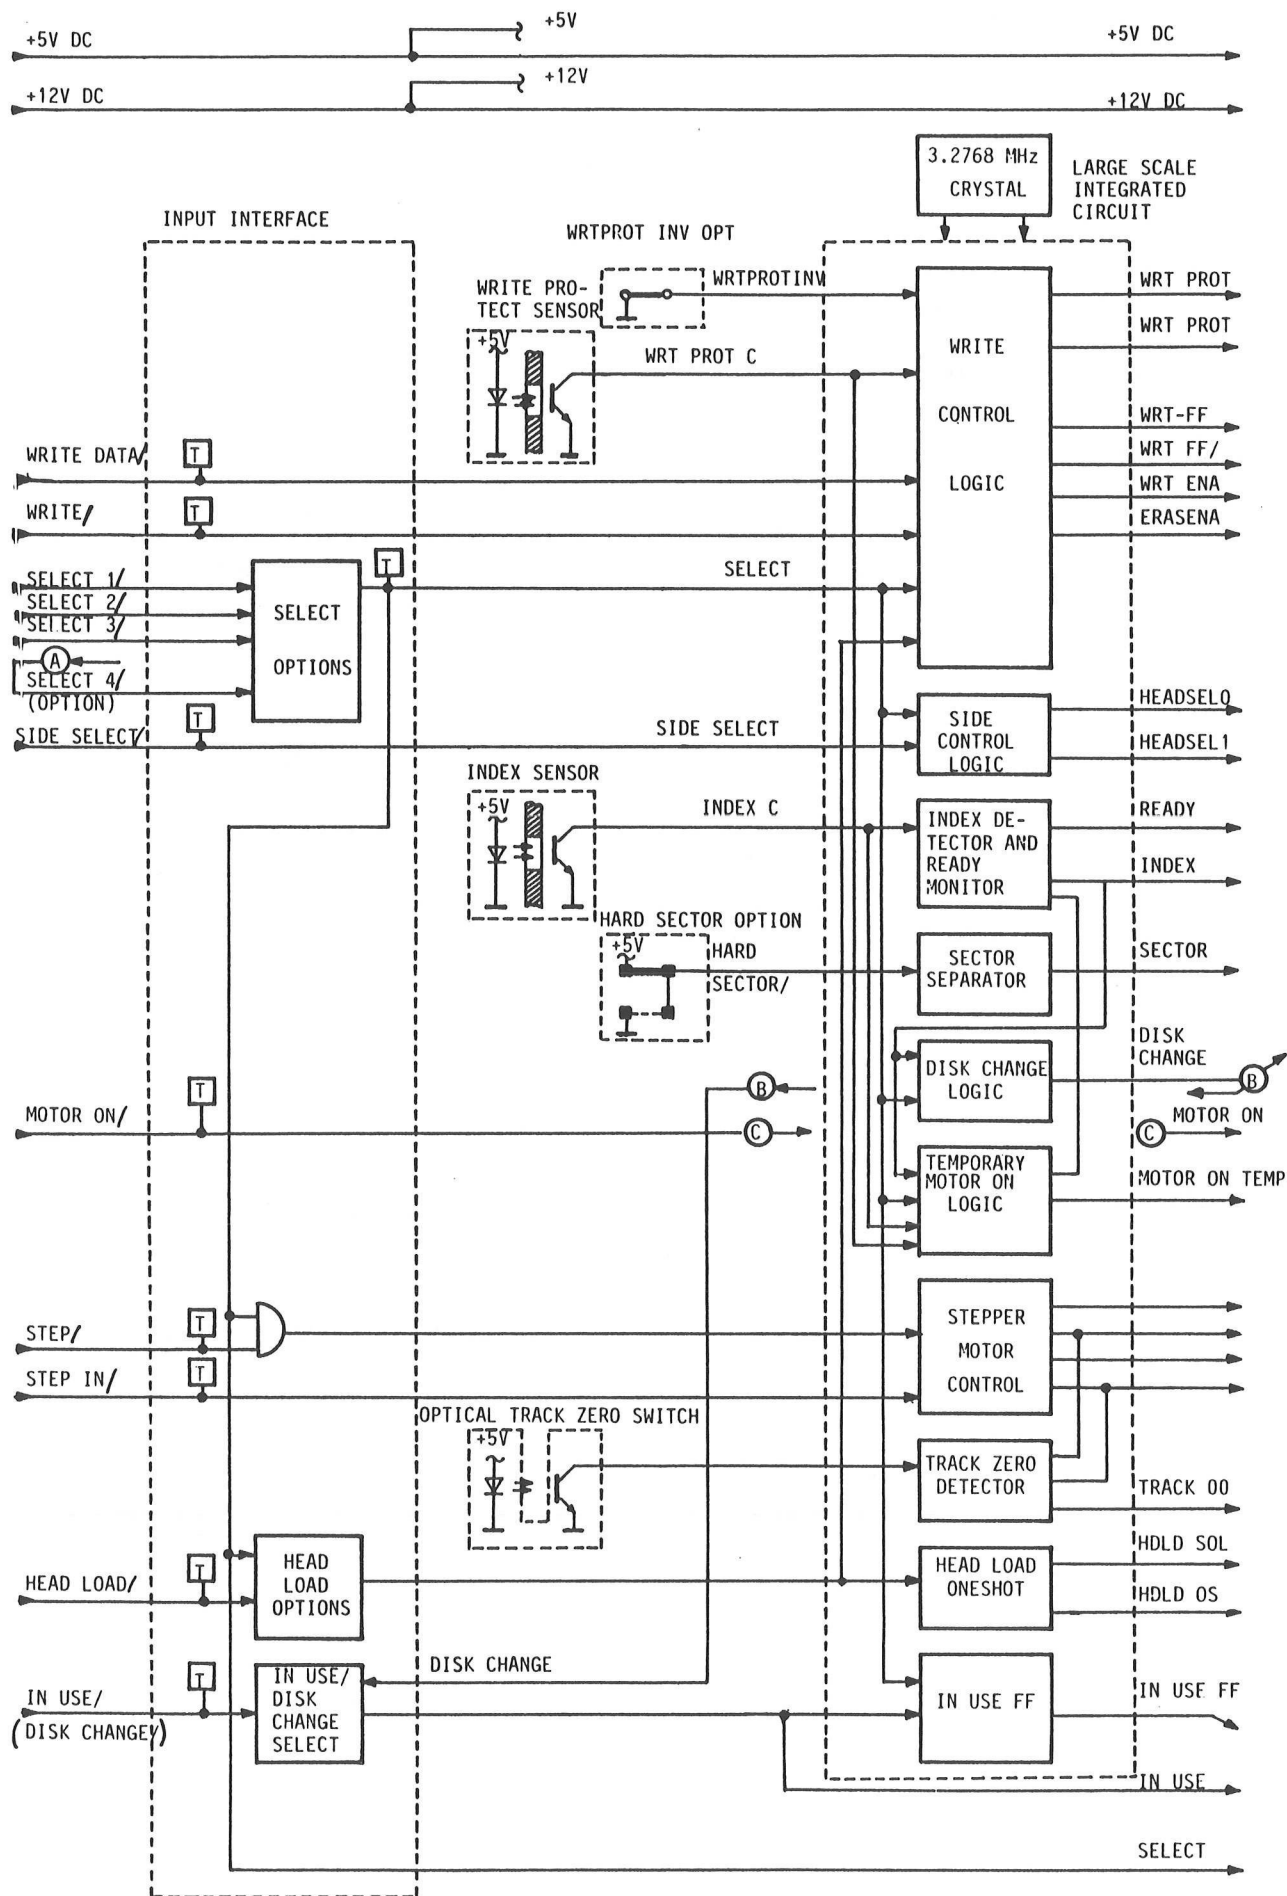 +5V
+5V DC
+5V DC
+12V
+12V DC
+12V DC
3.2768 MHz
CRYSTAL
LARGE SCALE
INTEGRATED
CIRCUIT
INPUT INTERFACE
WRTPROT INV OPT
WRITE PRO-
TECT SENSOR
WRTPROTINV
+5V
WRT PROT C
WRITE
CONTROL
LOGIC
WRT PROT
WRT PROT
WRT-FF
WRT FF/
WRT ENA
ERASENA
WRITE DATA/
T
WRITE/
T
SELECT 1/
SELECT 2/
SELECT 3/
A
SELECT 4/
(OPTION)
SELECT
OPTIONS
T
SELECT
SIDE SELECT/
T
SIDE SELECT
SIDE
CONTROL
LOGIC
HEADSEL0
HEADSEL1
INDEX SENSOR
+5V
INDEX C
INDEX DE-
TECTOR AND
READY
MONITOR
READY
INDEX
HARD SECTOR OPTION
+5V
HARD
SECTOR/
SECTOR
SEPARATOR
SECTOR
DISK CHANGE
LOGIC
DISK
CHANGE
B
B
MOTOR ON/
T
C
MOTOR ON
C
TEMPORARY
MOTOR ON
LOGIC
MOTOR ON TEMP
STEP/
T
STEP IN/
T
STEPPER
MOTOR
CONTROL
OPTICAL TRACK ZERO SWITCH
+5V
TRACK ZERO
DETECTOR
TRACK 00
HEAD LOAD/
T
HEAD
LOAD
OPTIONS
HEAD LOAD
ONESHOT
HDLD SOL
HDLD OS
IN USE/
(DISK CHANGE/)
T
IN USE/
DISK
CHANGE
SELECT
DISK CHANGE
IN USE FF
IN USE FF
IN USE
SELECT